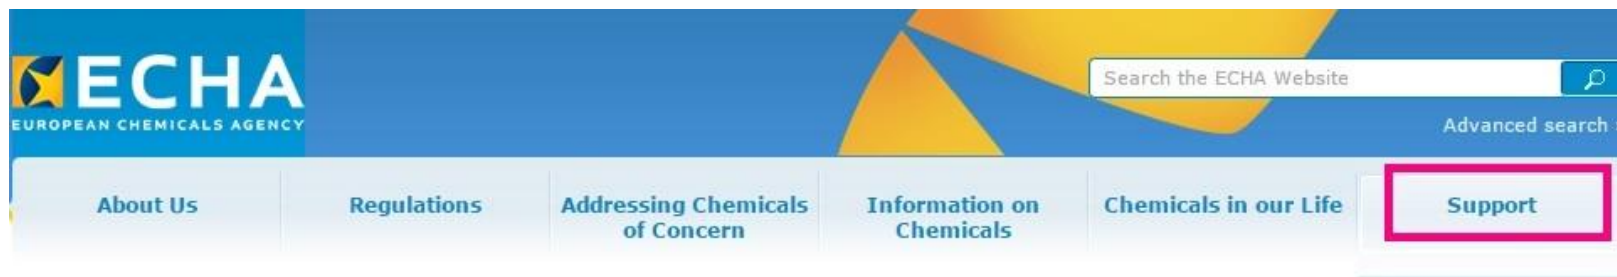 ECHA
EUROPEAN CHEMICALS AGENCY
Search the ECHA Website
Advanced search
About Us
Regulations
Addressing Chemicals
of Concern
Information on
Chemicals
Chemicals in our Life
Support